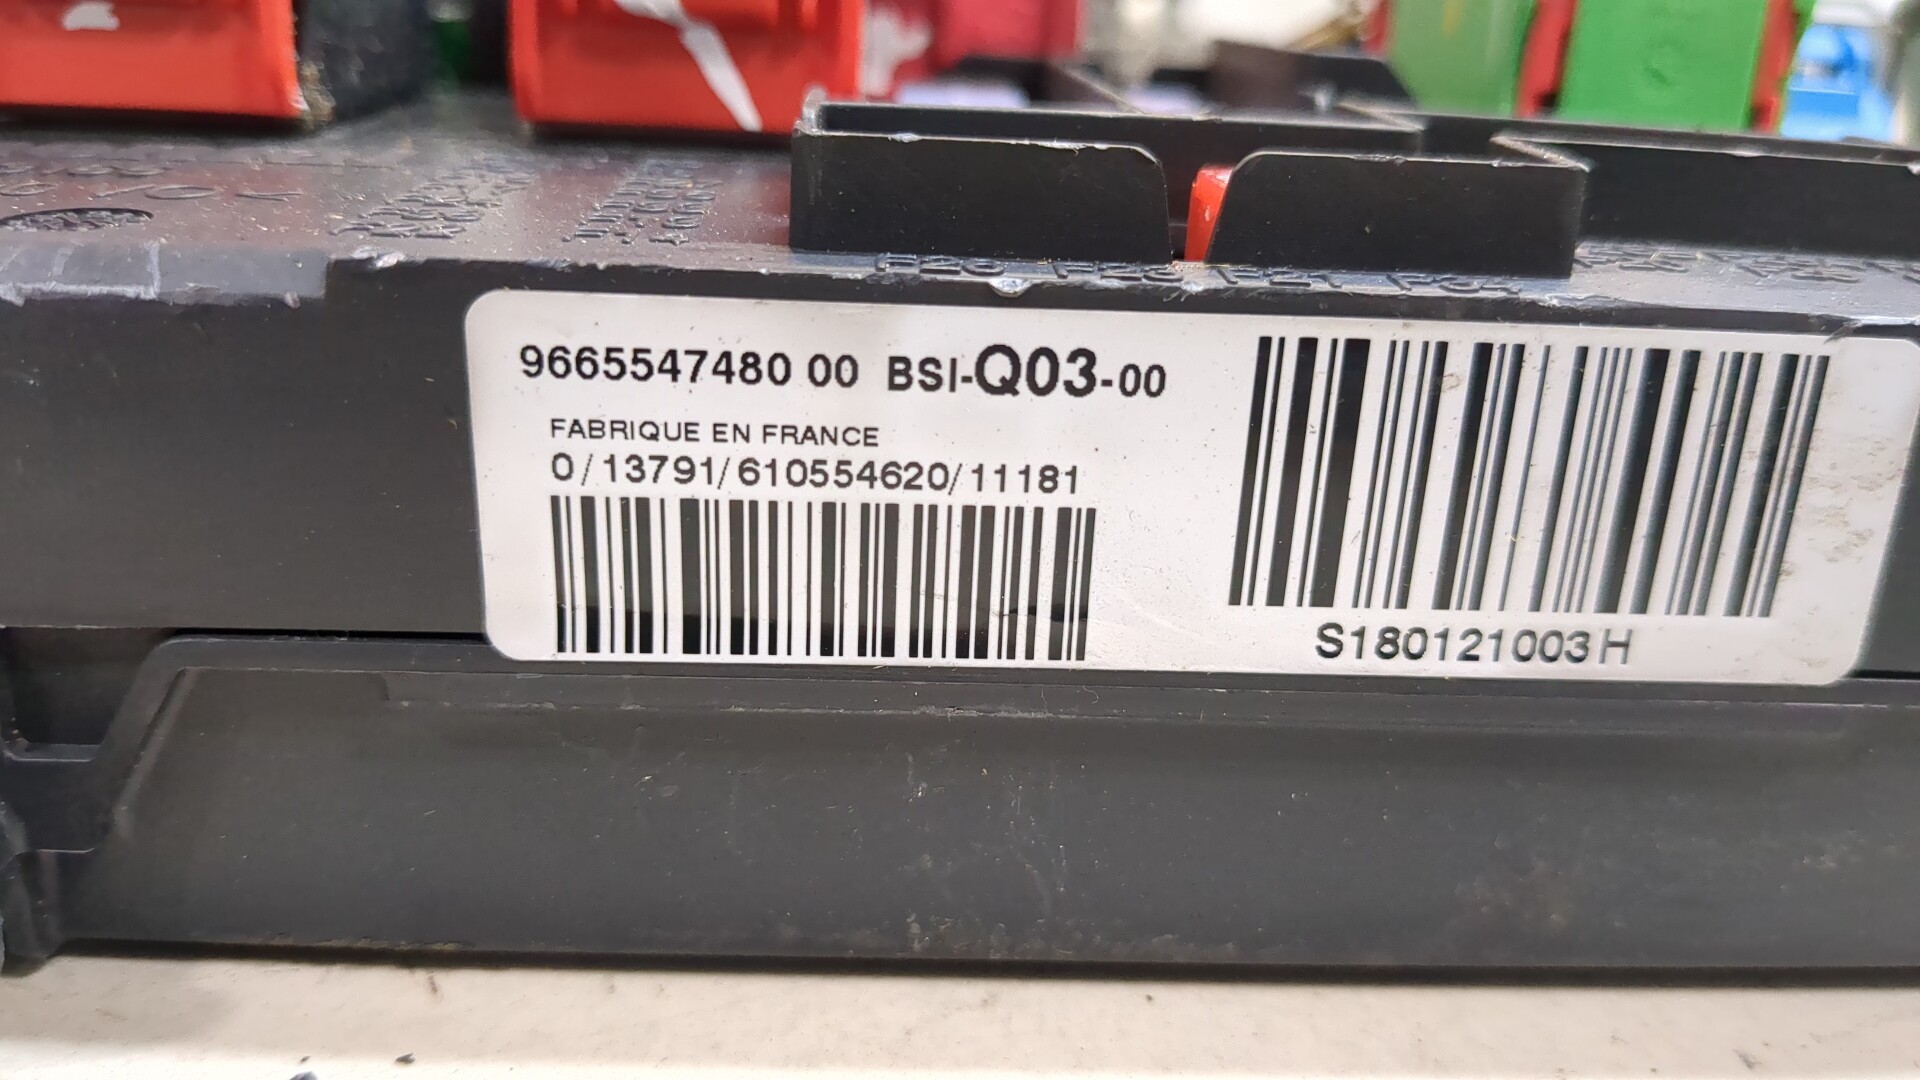 9665547480 00 BSI-Q03-00
FABRIQUE EN FRANCE
0/13791/610554620/11181
S180121003H